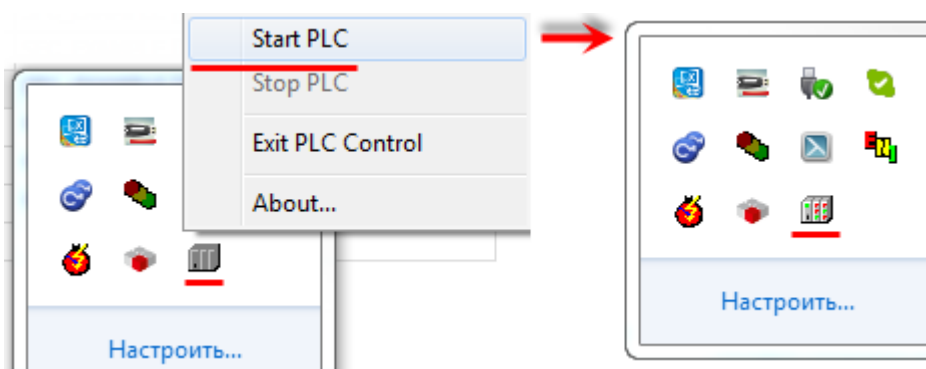 Start PLC
Stop PLC
Exit PLC Control
About...
Настроить...
Настроить...